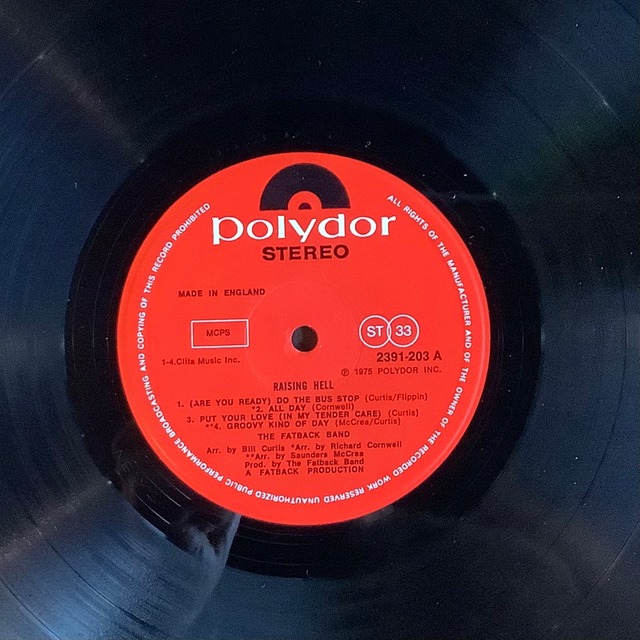 polydor
STEREO
MADE IN ENGLAND
MCPS
ST 33
1-4.Clita Music Inc.
2391-203 A
℗ 1975 POLYDOR INC.
RAISING HELL
1. (ARE YOU READY) DO THE BUS STOP (Curtis/Flippin)
*2. ALL DAY (Cornwell)
3. PUT YOUR LOVE (IN MY TENDER CARE) (Curtis)
**4. GROOVY KIND OF DAY (McCrea/Curtis)
THE FATBACK BAND
Arr. by Bill Curtis *Arr. by Richard Cornwell
**Arr. by Saunders McCrea
Prod. by The Fatback Band
A FATBACK PRODUCTION
ALL RIGHTS OF THE MANUFACTURER AND OF THE OWNER OF THE RECORDED WORK RESERVED UNAUTHORIZED PUBLIC PERFORMANCE BROADCASTING AND COPYING OF THIS RECORD PROHIBITED